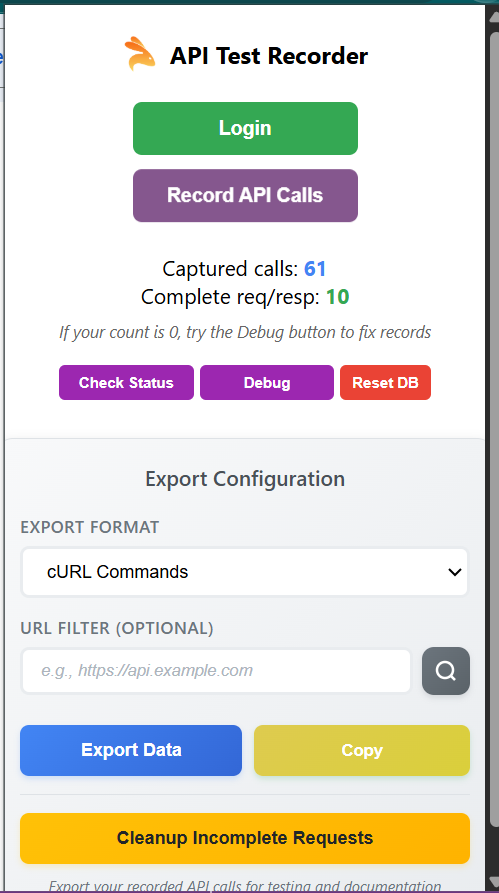 API Test Recorder
Login
Record API Calls
Captured calls: 61
Complete req/resp: 10
If your count is 0, try the Debug button to fix records
Check Status Debug Reset DB
Export Configuration
EXPORT FORMAT
cURL Commands
URL FILTER (OPTIONAL)
e.g., https://api.example.com
Export Data Copy
Cleanup Incomplete Requests
Export your recorded API calls for testing and documentation